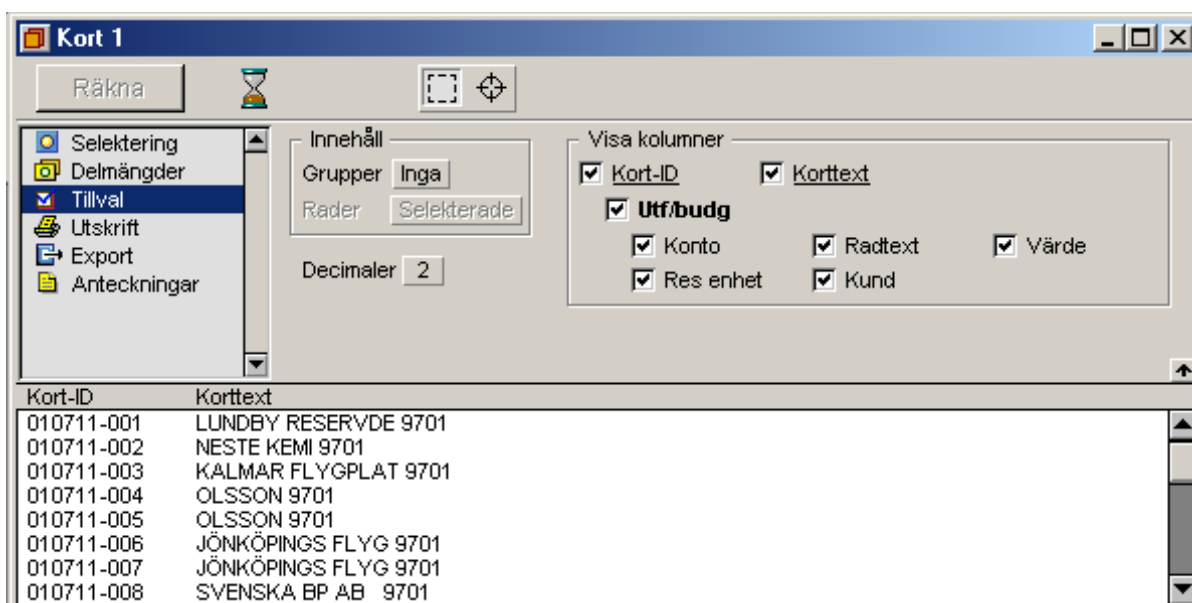 Kort 1
Räkna
Selektering
Delmängder
Tillval
Utskrift
Export
Anteckningar
Innehåll
Grupper Inga
Rader Selekterade
Decimaler 2
Visa kolumner
Kort-ID Korttext
Utf/budg
Konto Radtext Värde
Res enhet Kund
Kort-ID Korttext
010711-001 LUNDBY RESERVDE 9701
010711-002 NESTE KEMI 9701
010711-003 KALMAR FLYGPLAT 9701
010711-004 OLSSON 9701
010711-005 OLSSON 9701
010711-006 JÖNKÖPINGS FLYG 9701
010711-007 JÖNKÖPINGS FLYG 9701
010711-008 SVENSKA BP AB 9701